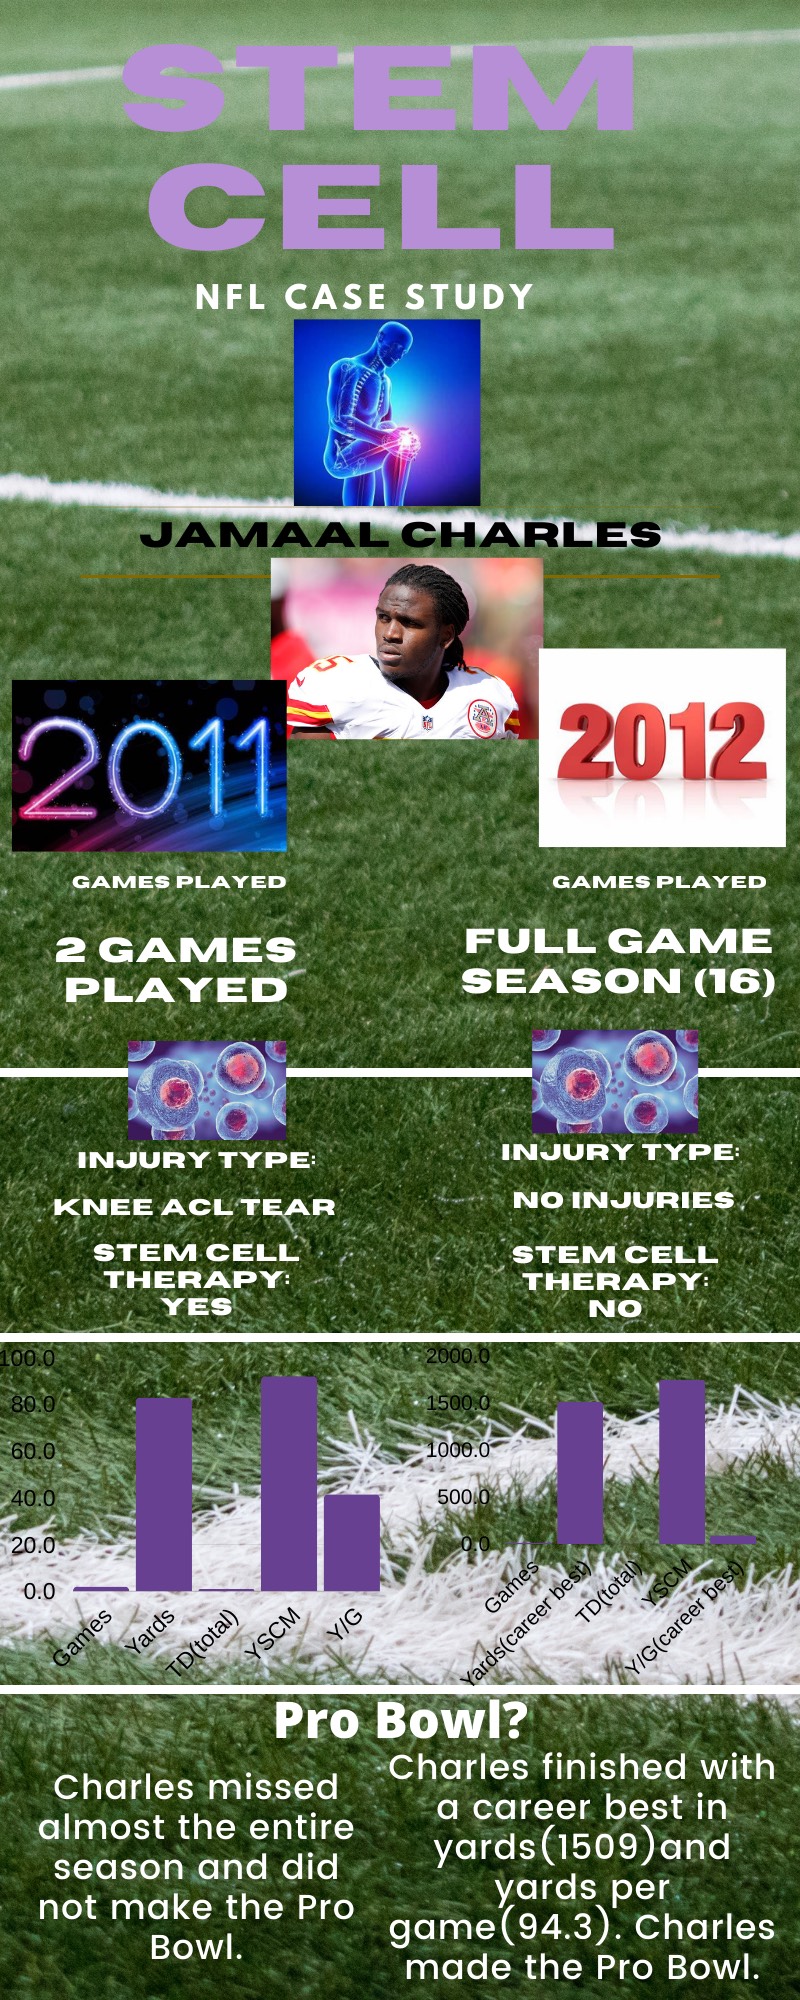 STEM
CELL
NFL CASE STUDY
JAMAAL CHARLES
2011
2012
GAMES PLAYED
2 GAMES
PLAYED
GAMES PLAYED
FULL GAME
SEASON (16)
INJURY TYPE:
KNEE ACL TEAR
STEM CELL
THERAPY:
YES
INJURY TYPE:
NO INJURIES
STEM CELL
THERAPY:
NO
100.0
80.0
60.0
40.0
20.0
0.0
Games
Yards
TD(total)
YSCM
Y/G
2000.0
1500.0
1000.0
500.0
0.0
Games
Yards(career best)
TD(total)
YSCM
Y/G(career best)
Pro Bowl?
Charles missed
almost the entire
season and did
not make the Pro
Bowl.
Charles finished with
a career best in
yards(1509)and
yards per
game(94.3). Charles
made the Pro Bowl.